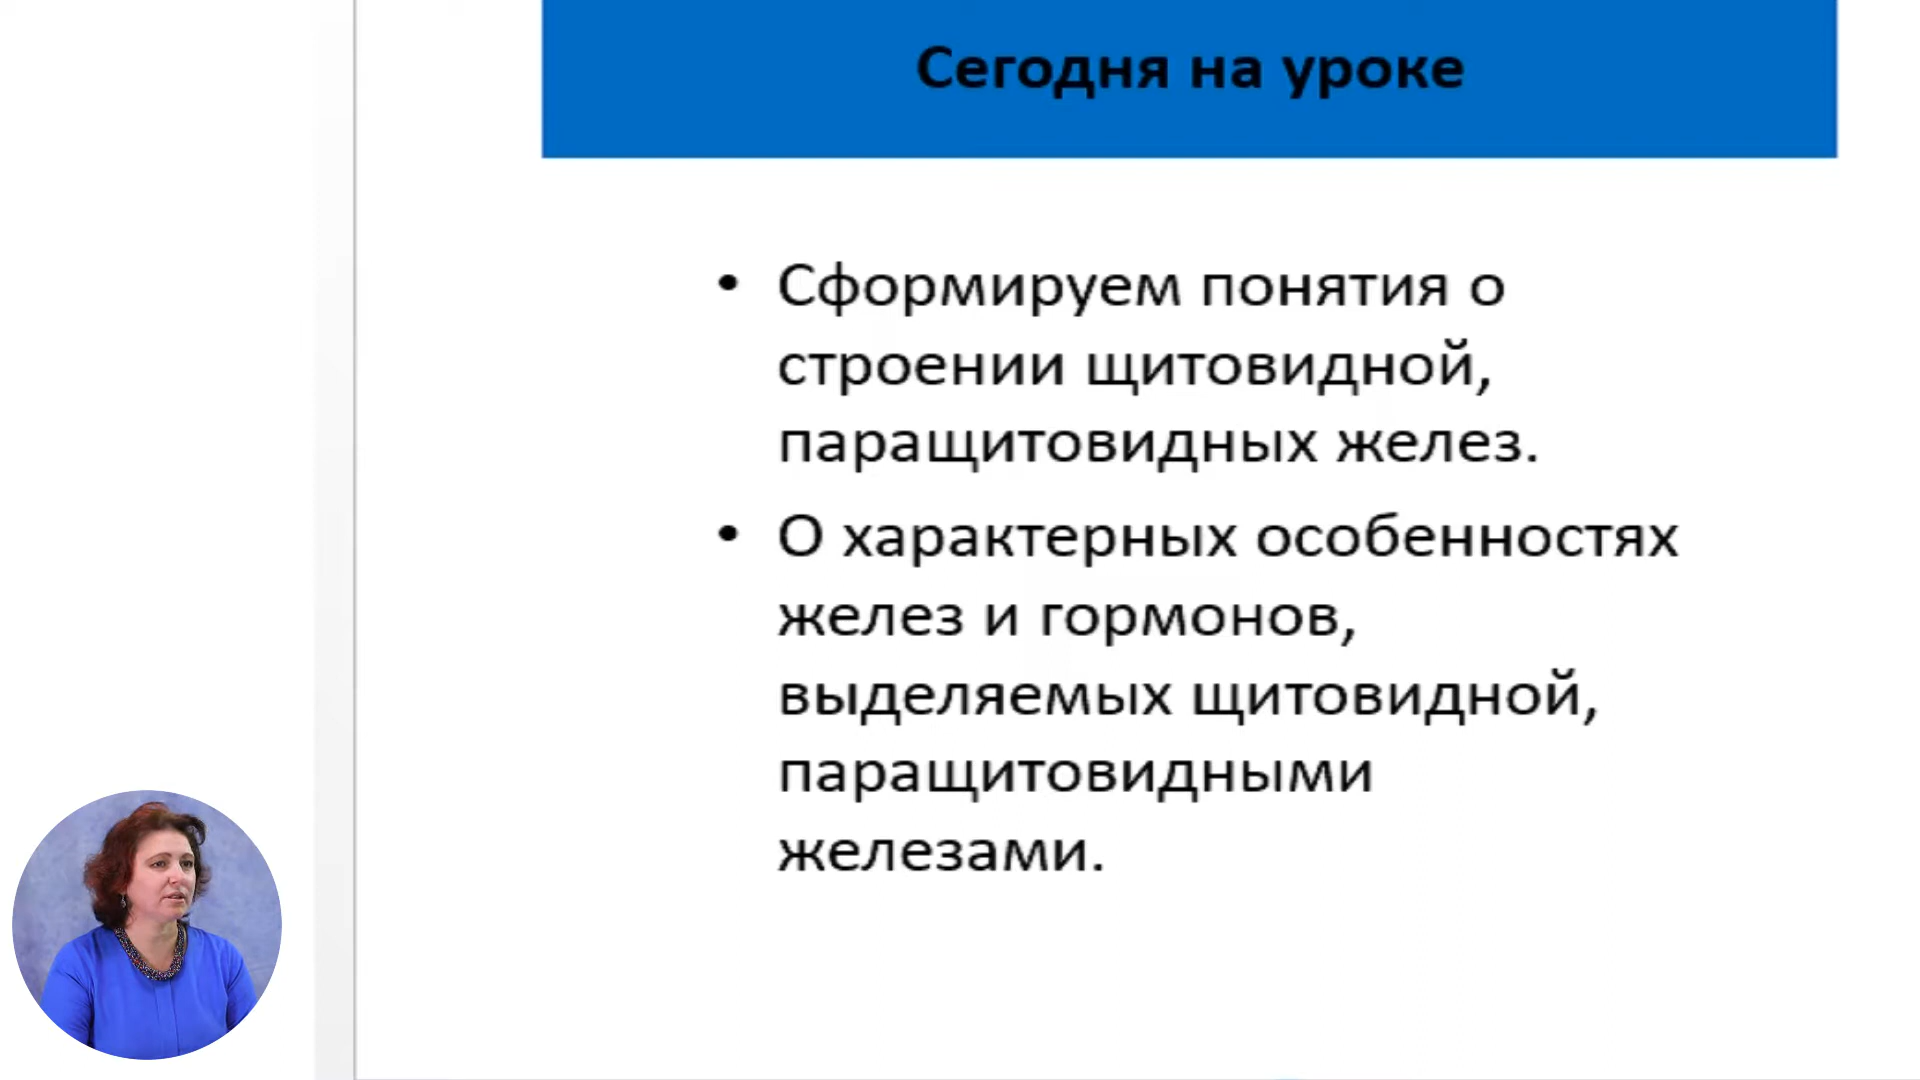 Сегодня на уроке
• Сформируем понятия о
строении щитовидной,
паращитовидных желез.
• О характерных особенностях
желез и гормонов,
выделяемых щитовидной,
паращитовидными
железами.